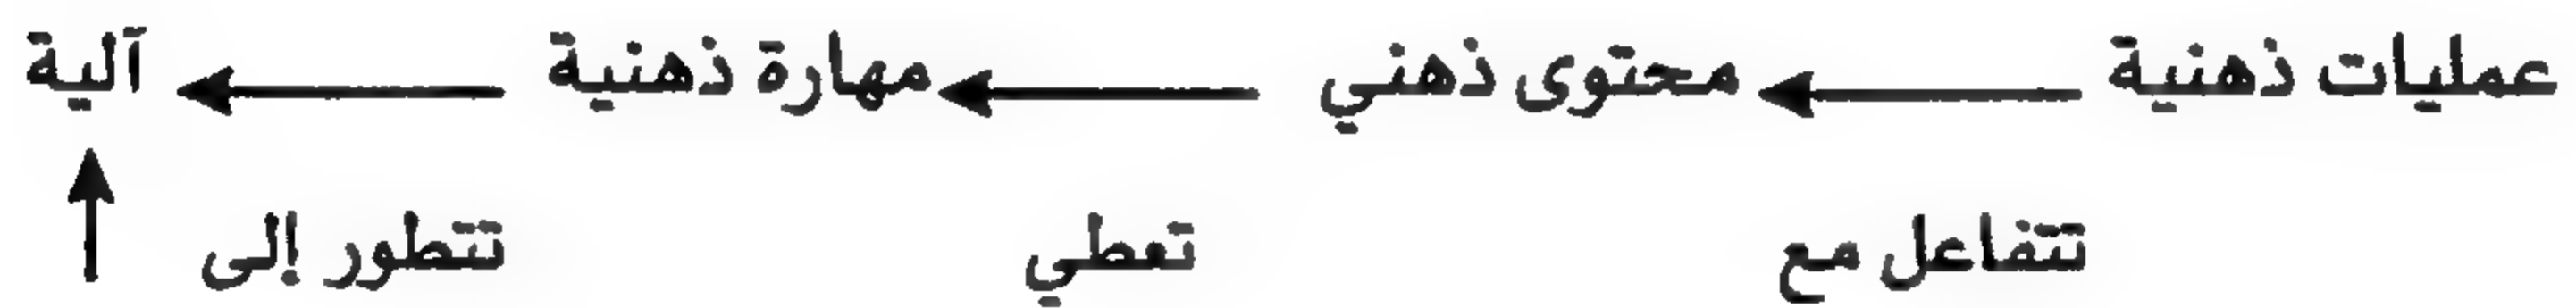 عمليات ذهنية محتوى ذهني مهارة ذهنية آلية
تتفاعل مع تعطي تتطور إلى